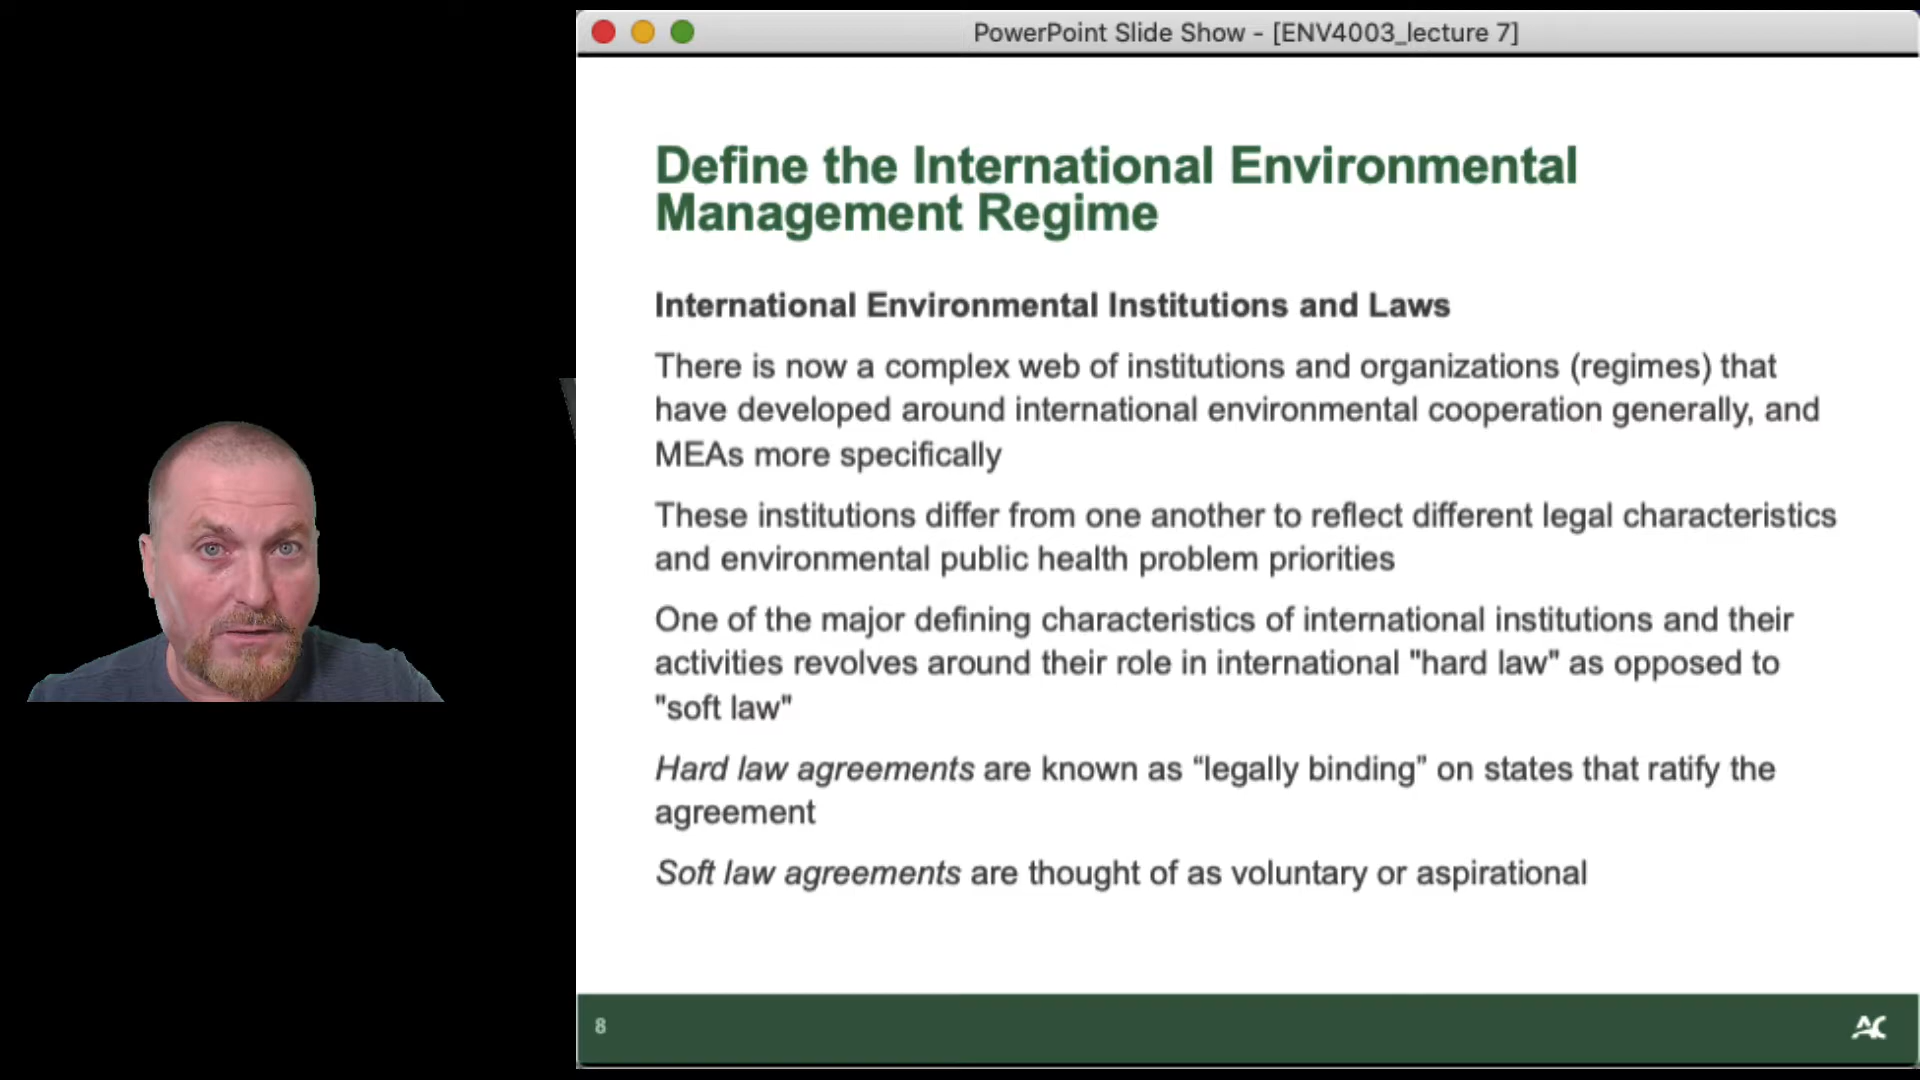 PowerPoint Slide Show - [ENV4003_lecture 7]
Define the International Environmental
Management Regime
International Environmental Institutions and Laws
There is now a complex web of institutions and organizations (regimes) that
have developed around international environmental cooperation generally, and
MEAs more specifically
These institutions differ from one another to reflect different legal characteristics
and environmental public health problem priorities
One of the major defining characteristics of international institutions and their
activities revolves around their role in international "hard law" as opposed to
"soft law"
Hard law agreements are known as “legally binding” on states that ratify the
agreement
Soft law agreements are thought of as voluntary or aspirational
8
AC